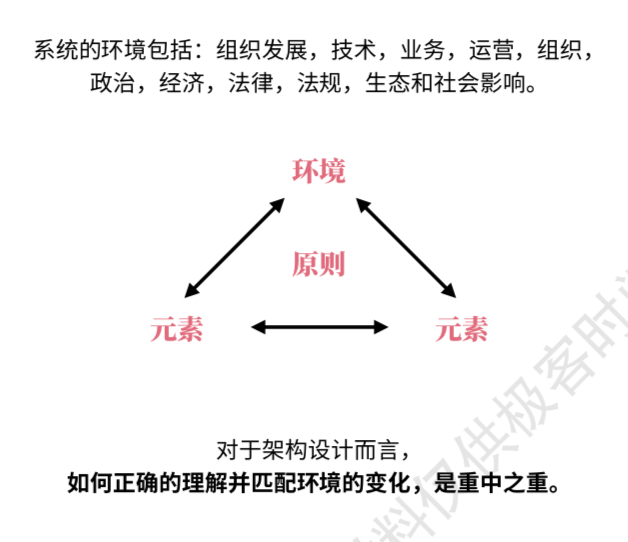 系统的环境包括：组织发展，技术，业务，运营，组织，
政治，经济，法律，法规，生态和社会影响。
环境
原则
元素 元素
对于架构设计而言，
如何正确的理解并匹配环境的变化，是重中之重。
料仅供极客时